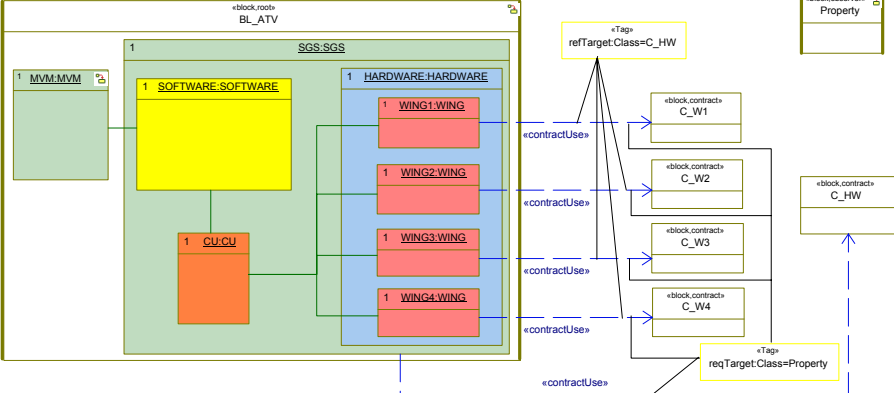 «block,root»
BL_ATV
1 SGS:SGS
1 MVM:MVM
1 SOFTWARE:SOFTWARE
1 HARDWARE:HARDWARE
1 WING1:WING
1 WING2:WING
1 CU:CU
1 WING3:WING
1 WING4:WING
«contractUse»
«contractUse»
«contractUse»
«contractUse»
«contractUse»
«Tag»
refTarget:Class=C_HW
«block,contract»
C_W1
«block,contract»
C_W2
«block,contract»
C_W3
«block,contract»
C_W4
«Tag»
reqTarget:Class=Property
Property
«block,contract»
C_HW